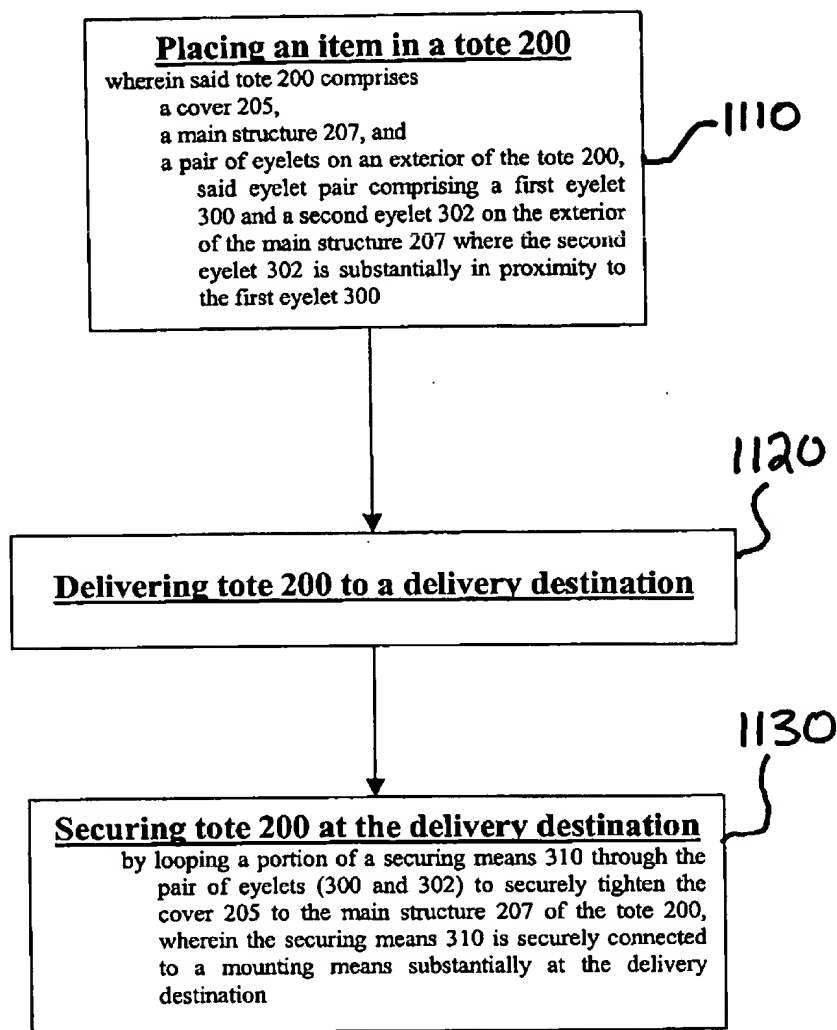 Placing an item in a tote 200
wherein said tote 200 comprises
a cover 205,
a main structure 207, and
a pair of eyelets on an exterior of the tote 200,
said eyelet pair comprising a first eyelet
300 and a second eyelet 302 on the exterior
of the main structure 207 where the second
eyelet 302 is substantially in proximity to
the first eyelet 300
1110
1120
Delivering tote 200 to a delivery destination
1130
Securing tote 200 at the delivery destination
by looping a portion of a securing means 310 through the
pair of eyelets (300 and 302) to securely tighten the
cover 205 to the main structure 207 of the tote 200,
wherein the securing means 310 is securely connected
to a mounting means substantially at the delivery
destination